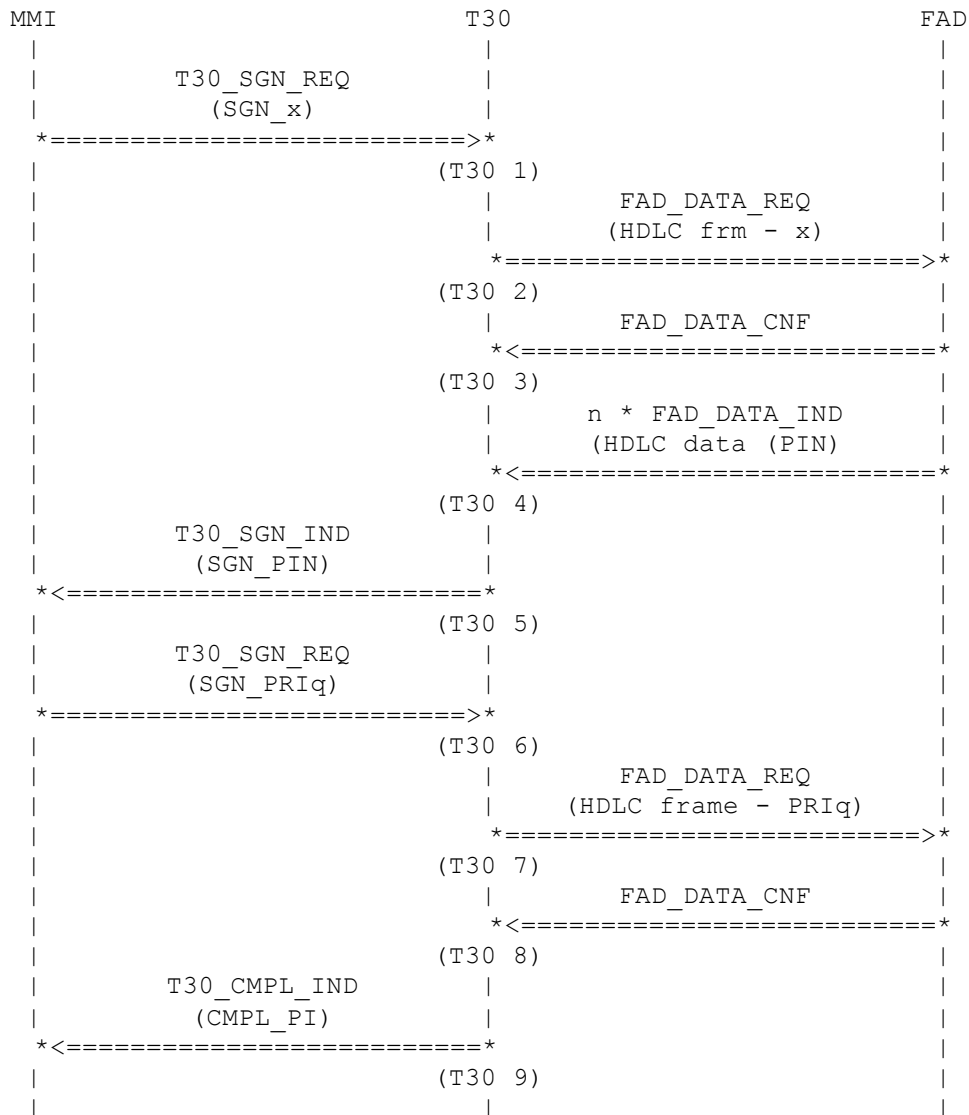 MMI T30 FAD
| | |
| T30_SGN_REQ | |
| (SGN_x) | |
*==========================>* |
| (T30 1) |
| | FAD_DATA_REQ |
| | (HDLC frm - x) |
| *==========================>*
| (T30 2) |
| | FAD_DATA_CNF |
| *<==========================*
| (T30 3) |
| | n * FAD_DATA_IND |
| | (HDLC data (PIN) |
| *<==========================*
| (T30 4) |
| T30_SGN_IND | |
| (SGN_PIN) | |
*<==========================* |
| (T30 5) |
| T30_SGN_REQ | |
| (SGN_PRIq) | |
*==========================>* |
| (T30 6) |
| | FAD_DATA_REQ |
| | (HDLC frame - PRIq) |
| *==========================>*
| (T30 7) |
| | FAD_DATA_CNF |
| *<==========================*
| (T30 8) |
| T30_CMPL_IND | |
| (CMPL_PI) | |
*<==========================* |
| (T30 9) |
| | |